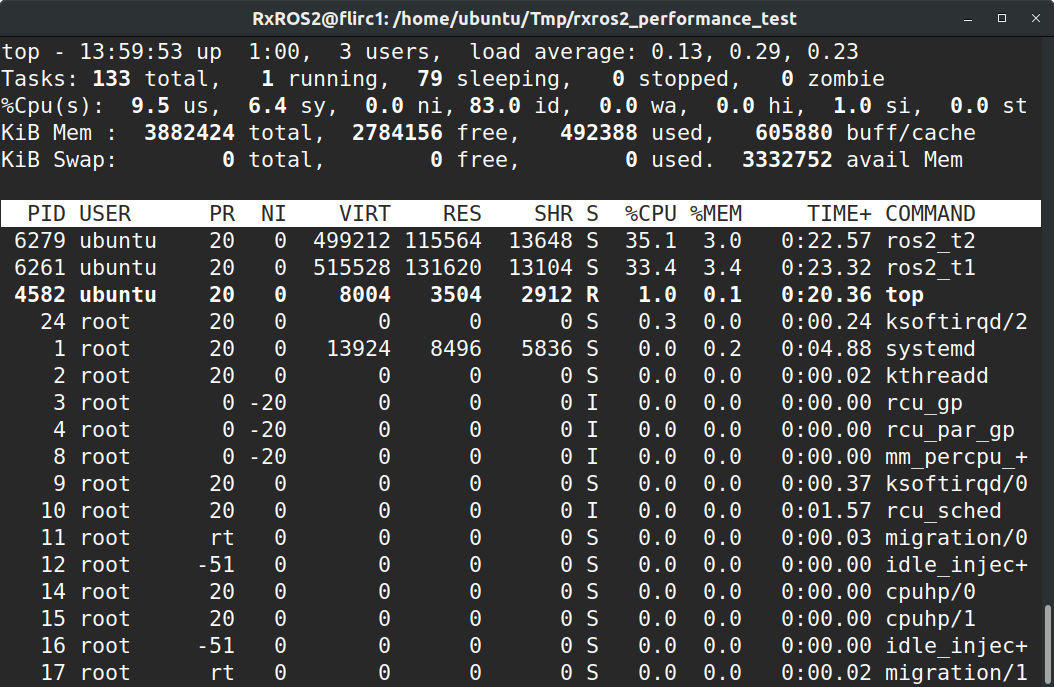 RxROS2@flirc1: /home/ubuntu/Tmp/rxros2_performance_test
top - 13:59:53 up  1:00,  3 users,  load average: 0.13, 0.29, 0.23
Tasks: 133 total,   1 running,  79 sleeping,   0 stopped,   0 zombie
%Cpu(s):  9.5 us,  6.4 sy,  0.0 ni, 83.0 id,  0.0 wa,  0.0 hi,  1.0 si,  0.0 st
KiB Mem :  3882424 total,  2784156 free,   492388 used,   605880 buff/cache
KiB Swap:        0 total,        0 free,        0 used.  3332752 avail Mem
  PID USER      PR  NI    VIRT    RES    SHR S  %CPU %MEM     TIME+ COMMAND
 6279 ubuntu    20   0  499212 115564  13648 S  35.1  3.0   0:22.57 ros2_t2
 6261 ubuntu    20   0  515528 131620  13104 S  33.4  3.4   0:23.32 ros2_t1
 4582 ubuntu    20   0    8004   3504   2912 R   1.0  0.1   0:20.36 top
   24 root      20   0       0      0      0 S   0.3  0.0   0:00.24 ksoftirqd/2
    1 root      20   0   13924   8496   5836 S   0.0  0.2   0:04.88 systemd
    2 root      20   0       0      0      0 S   0.0  0.0   0:00.02 kthreadd
    3 root       0 -20       0      0      0 I   0.0  0.0   0:00.00 rcu_gp
    4 root       0 -20       0      0      0 I   0.0  0.0   0:00.00 rcu_par_gp
    8 root       0 -20       0      0      0 I   0.0  0.0   0:00.00 mm_percpu_+
    9 root      20   0       0      0      0 S   0.0  0.0   0:00.37 ksoftirqd/0
   10 root      20   0       0      0      0 I   0.0  0.0   0:01.57 rcu_sched
   11 root      rt   0       0      0      0 S   0.0  0.0   0:00.03 migration/0
   12 root     -51   0       0      0      0 S   0.0  0.0   0:00.00 idle_injec+
   14 root      20   0       0      0      0 S   0.0  0.0   0:00.00 cpuhp/0
   15 root      20   0       0      0      0 S   0.0  0.0   0:00.00 cpuhp/1
   16 root     -51   0       0      0      0 S   0.0  0.0   0:00.00 idle_injec+
   17 root      rt   0       0      0      0 S   0.0  0.0   0:00.02 migration/1